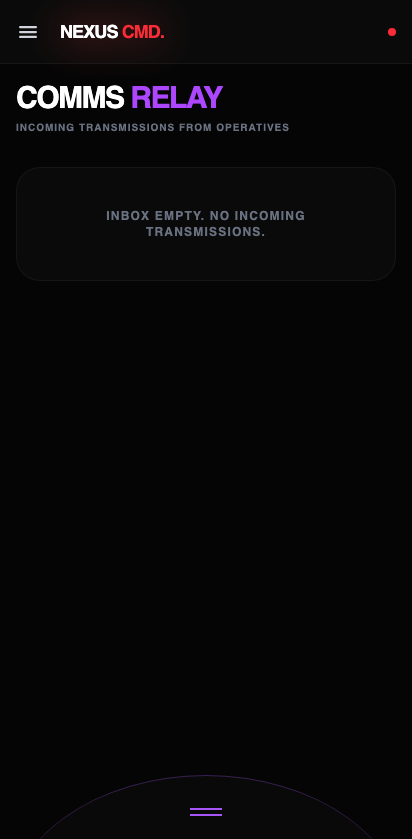 NEXUS CMD.
COMMS RELAY
INCOMING TRANSMISSIONS FROM OPERATIVES
INBOX EMPTY. NO INCOMING
TRANSMISSIONS.